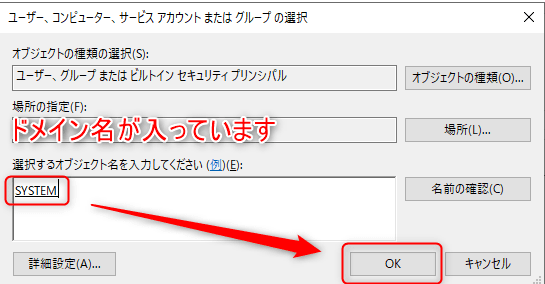 ユーザー、コンピューター、サービス アカウント または グループ の選択
オブジェクトの種類の選択(S):
ユーザー、グループ または ビルトイン セキュリティ プリンシパル
オブジェクトの種類(O)...
場所の指定(F):
ドメイン名が入っています
場所(L)...
選択するオブジェクト名を入力してください (例)(E):
SYSTEM
名前の確認(C)
詳細設定(A)...
OK
キャンセル